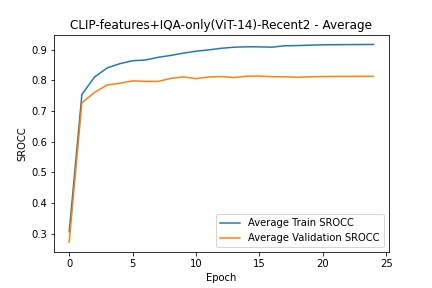 CLIP-features+IQA-only(ViT-14)-Recent2 - Average
0.9
0.8
0.7
0.6
0.5
0.4
0.3
SROCC
Average Train SROCC
Average Validation SROCC
0 5 10 15 20 25
Epoch